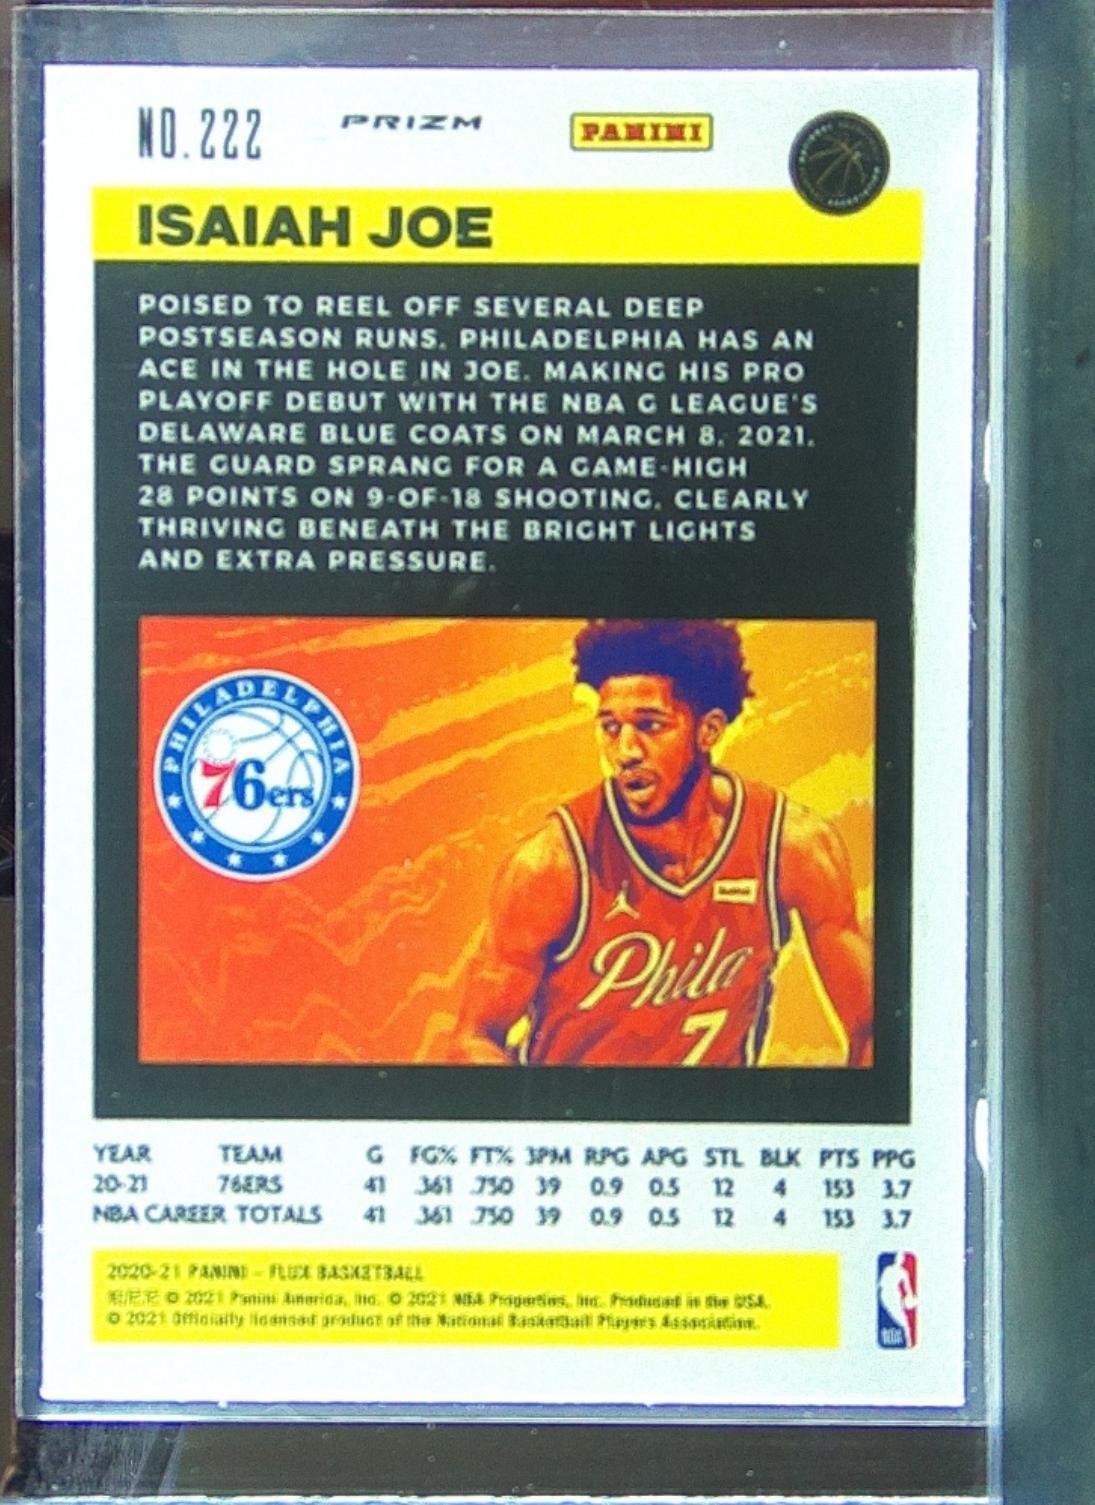 NO. 222
PRIZM
PANINI
ISAIAH JOE
POISED TO REEL OFF SEVERAL DEEP
POSTSEASON RUNS, PHILADELPHIA HAS AN
ACE IN THE HOLE IN JOE. MAKING HIS PRO
PLAYOFF DEBUT WITH THE NBA G LEAGUE'S
DELAWARE BLUE COATS ON MARCH 8, 2021,
THE GUARD SPRANG FOR A GAME-HIGH
28 POINTS ON 9-OF-18 SHOOTING, CLEARLY
THRIVING BENEATH THE BRIGHT LIGHTS
AND EXTRA PRESSURE.
PHILADELPHIA
76ers
Phila
7
YEAR TEAM G FG% FT% 3PM RPG APG STL BLK PTS PPG
20-21 76ERS 41 .361 .750 39 0.9 0.5 12 4 153 3.7
NBA CAREER TOTALS 41 .361 .750 39 0.9 0.5 12 4 153 3.7
2020-21 PANINI – FLUX BASKETBALL
© 2021 Panini America, Inc. © 2021 NBA Properties, Inc. Produced in the USA.
© 2021 Officially licensed product of the National Basketball Players Association.
NBA